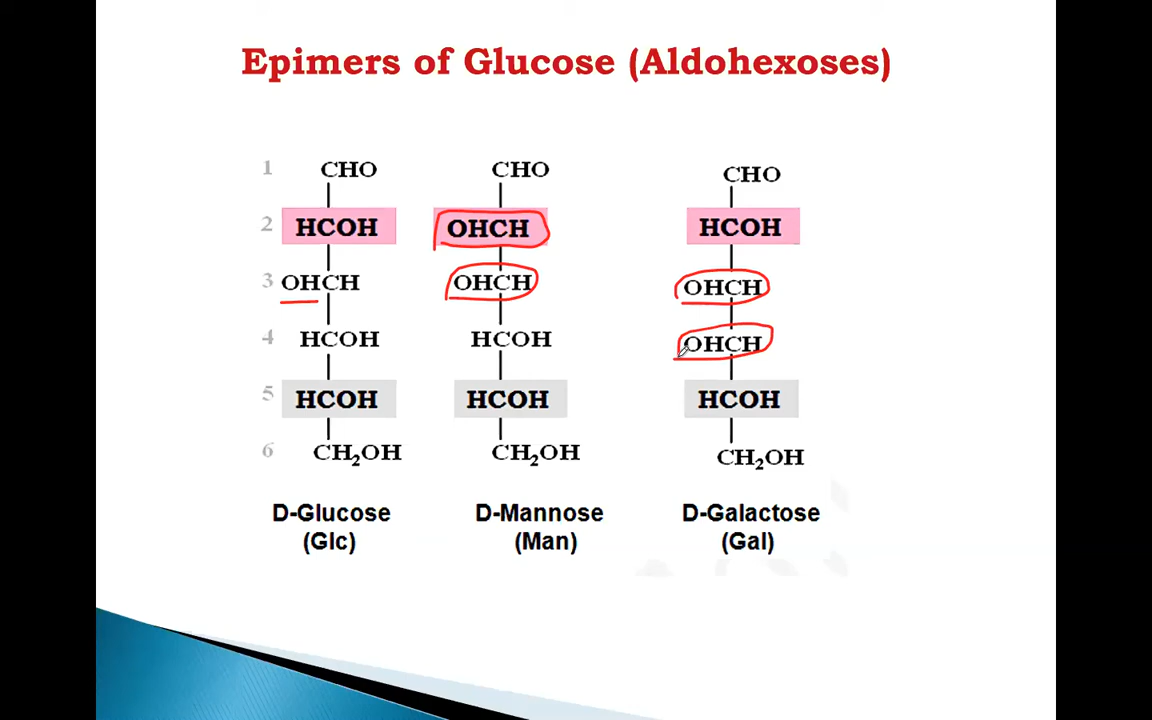 Epimers of Glucose (Aldohexoses)
1 CHO CHO CHO
2 HCOH OHCH HCOH
3 OHCH OHCH OHCH
4 HCOH HCOH OHCH
5 HCOH HCOH HCOH
6 CH₂OH CH₂OH CH₂OH
D-Glucose D-Mannose D-Galactose
(Glc) (Man) (Gal)